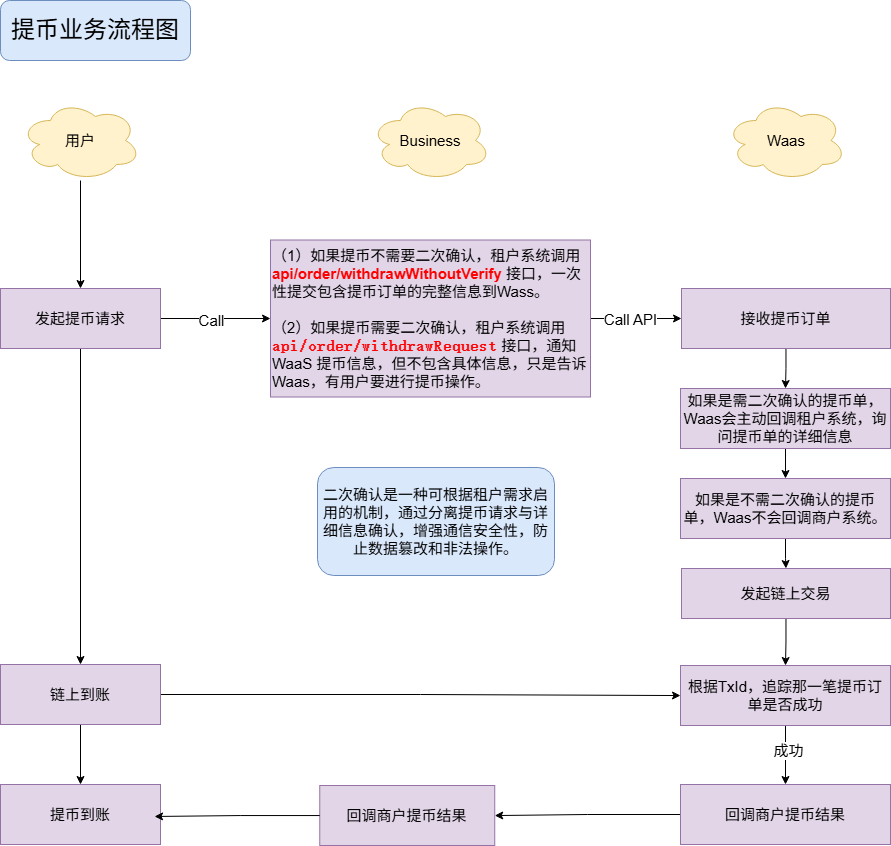 提币业务流程图
用户
Business
Waas
（1）如果提币不需要二次确认，租户系统调用
api/order/withdrawWithoutVerify 接口，一次
性提交包含提币订单的完整信息到Wass。
（2）如果提币需要二次确认，租户系统调用
api/order/withdrawRequest 接口，通知
WaaS 提币信息，但不包含具体信息，只是告诉
Waas，有用户要进行提币操作。
发起提币请求
Call
Call API
接收提币订单
如果是需二次确认的提币单，
Waas会主动回调租户系统，询
问提币单的详细信息
二次确认是一种可根据租户需求启
用的机制，通过分离提币请求与详
细信息确认，增强通信安全性，防
止数据篡改和非法操作。
如果是不需二次确认的提币
单，Waas不会回调商户系统。
发起链上交易
链上到账
根据TxId，追踪那一笔提币订
单是否成功
成功
提币到账
回调商户提币结果
回调商户提币结果